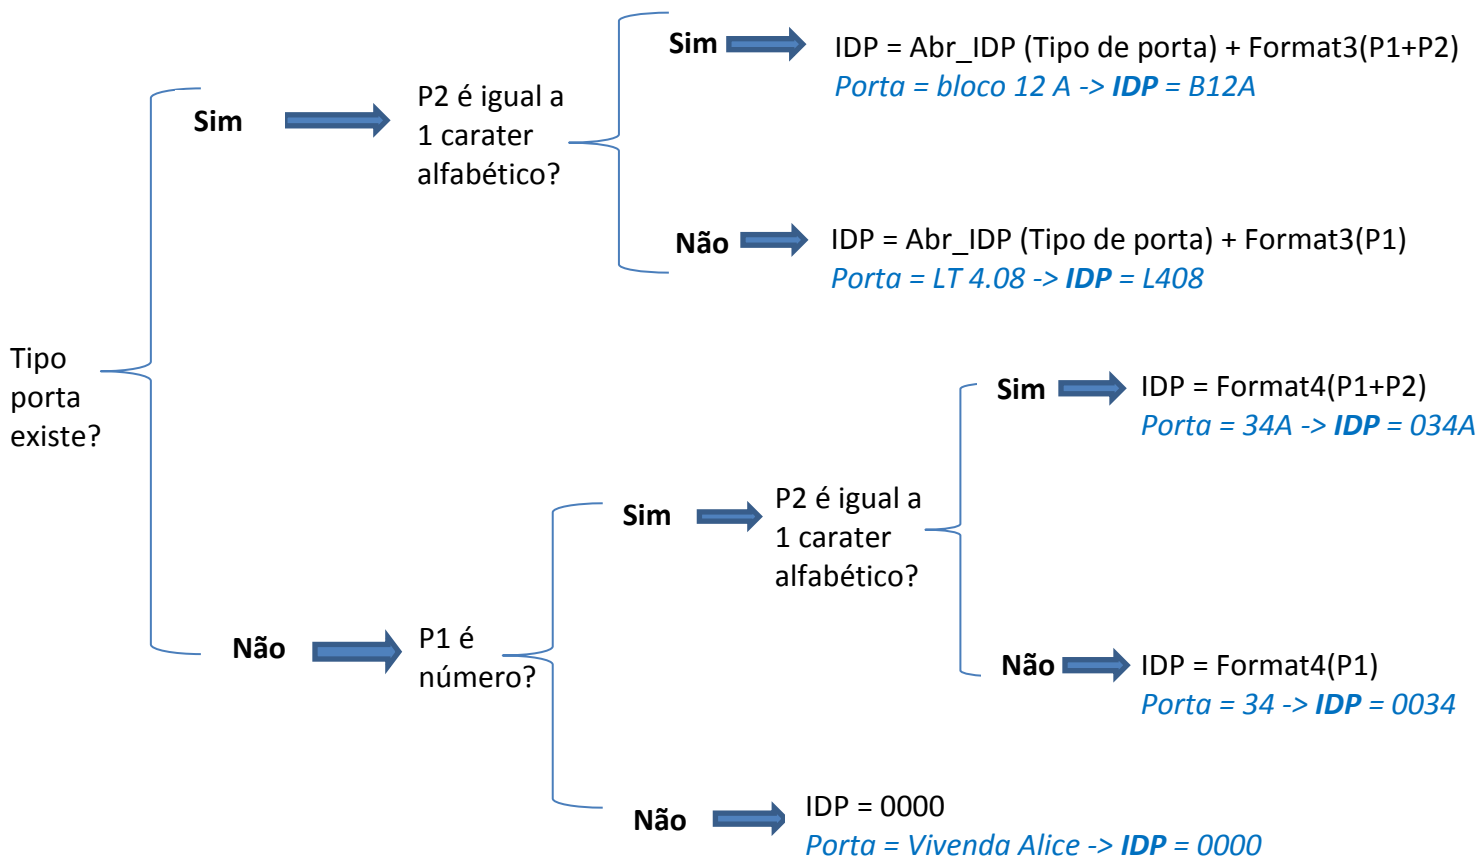 Tipo
porta
existe?
Sim
P2 é igual a
1 carater
alfabético?
Sim
IDP = Abr_IDP (Tipo de porta) + Format3(P1+P2)
Porta = bloco 12 A -> IDP = B12A
Não
IDP = Abr_IDP (Tipo de porta) + Format3(P1)
Porta = LT 4.08 -> IDP = L408
Não
P1 é
número?
Sim
P2 é igual a
1 carater
alfabético?
Sim
IDP = Format4(P1+P2)
Porta = 34A -> IDP = 034A
Não
IDP = Format4(P1)
Porta = 34 -> IDP = 0034
Não
IDP = 0000
Porta = Vivenda Alice -> IDP = 0000